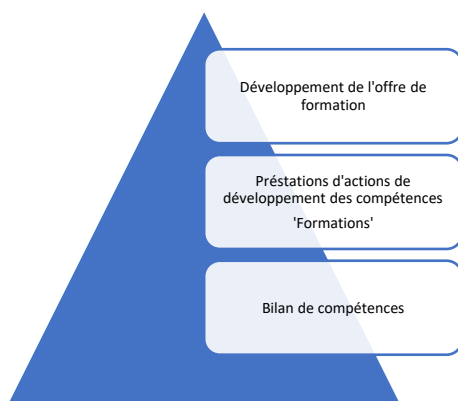 Développement de l'offre de
formation
Préstations d'actions de
développement des compétences
'Formations'
Bilan de compétences